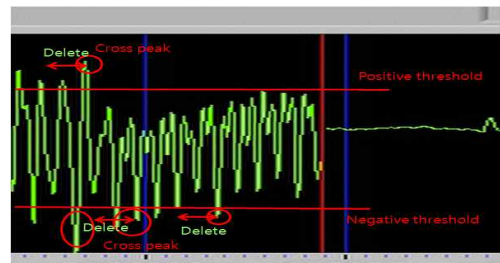 Delete Cross peak
Positive threshold
Negative threshold
Delete
Delete
Cross peak